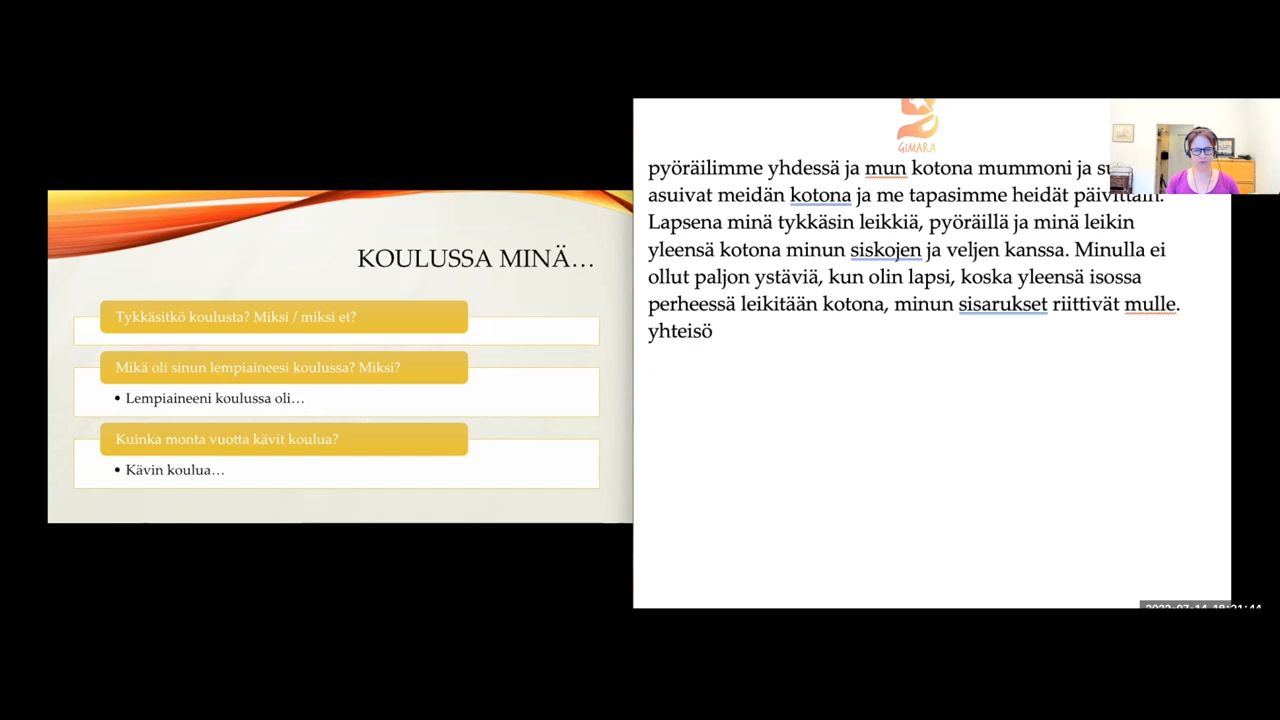 KOULUSSA MINÄ...
Tykkäsitkö koulusta? Miksi / miksi et?
Mikä oli sinun lempiaineesi koulussa? Miksi?
• Lempiaineeni koulussa oli...
Kuinka monta vuotta kävit koulua?
• Kävin koulua...
GIMARA
pyöräilimme yhdessä ja mun kotona mummoni ja
asuivat meidän kotona ja me tapasimme heidät päivittäin.
Lapsena minä tykkäsin leikkiä, pyöräillä ja minä leikin
yleensä kotona minun siskojen ja veljen kanssa. Minulla ei
ollut paljon ystäviä, kun olin lapsi, koska yleensä isossa
perheessä leikitään kotona, minun sisarukset riittivät mulle.
yhteisö